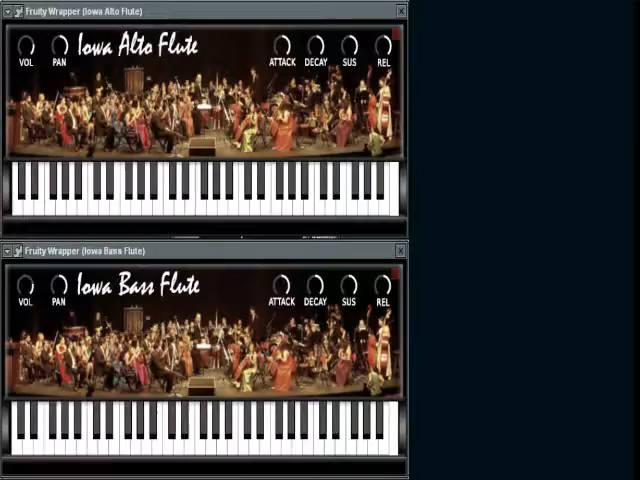 Fruity Wrapper (Iowa Alto Flute)
Iowa Alto Flute
VOL PAN ATTACK DECAY SUS REL
Fruity Wrapper (Iowa Bass Flute)
Iowa Bass Flute
VOL PAN ATTACK DECAY SUS REL